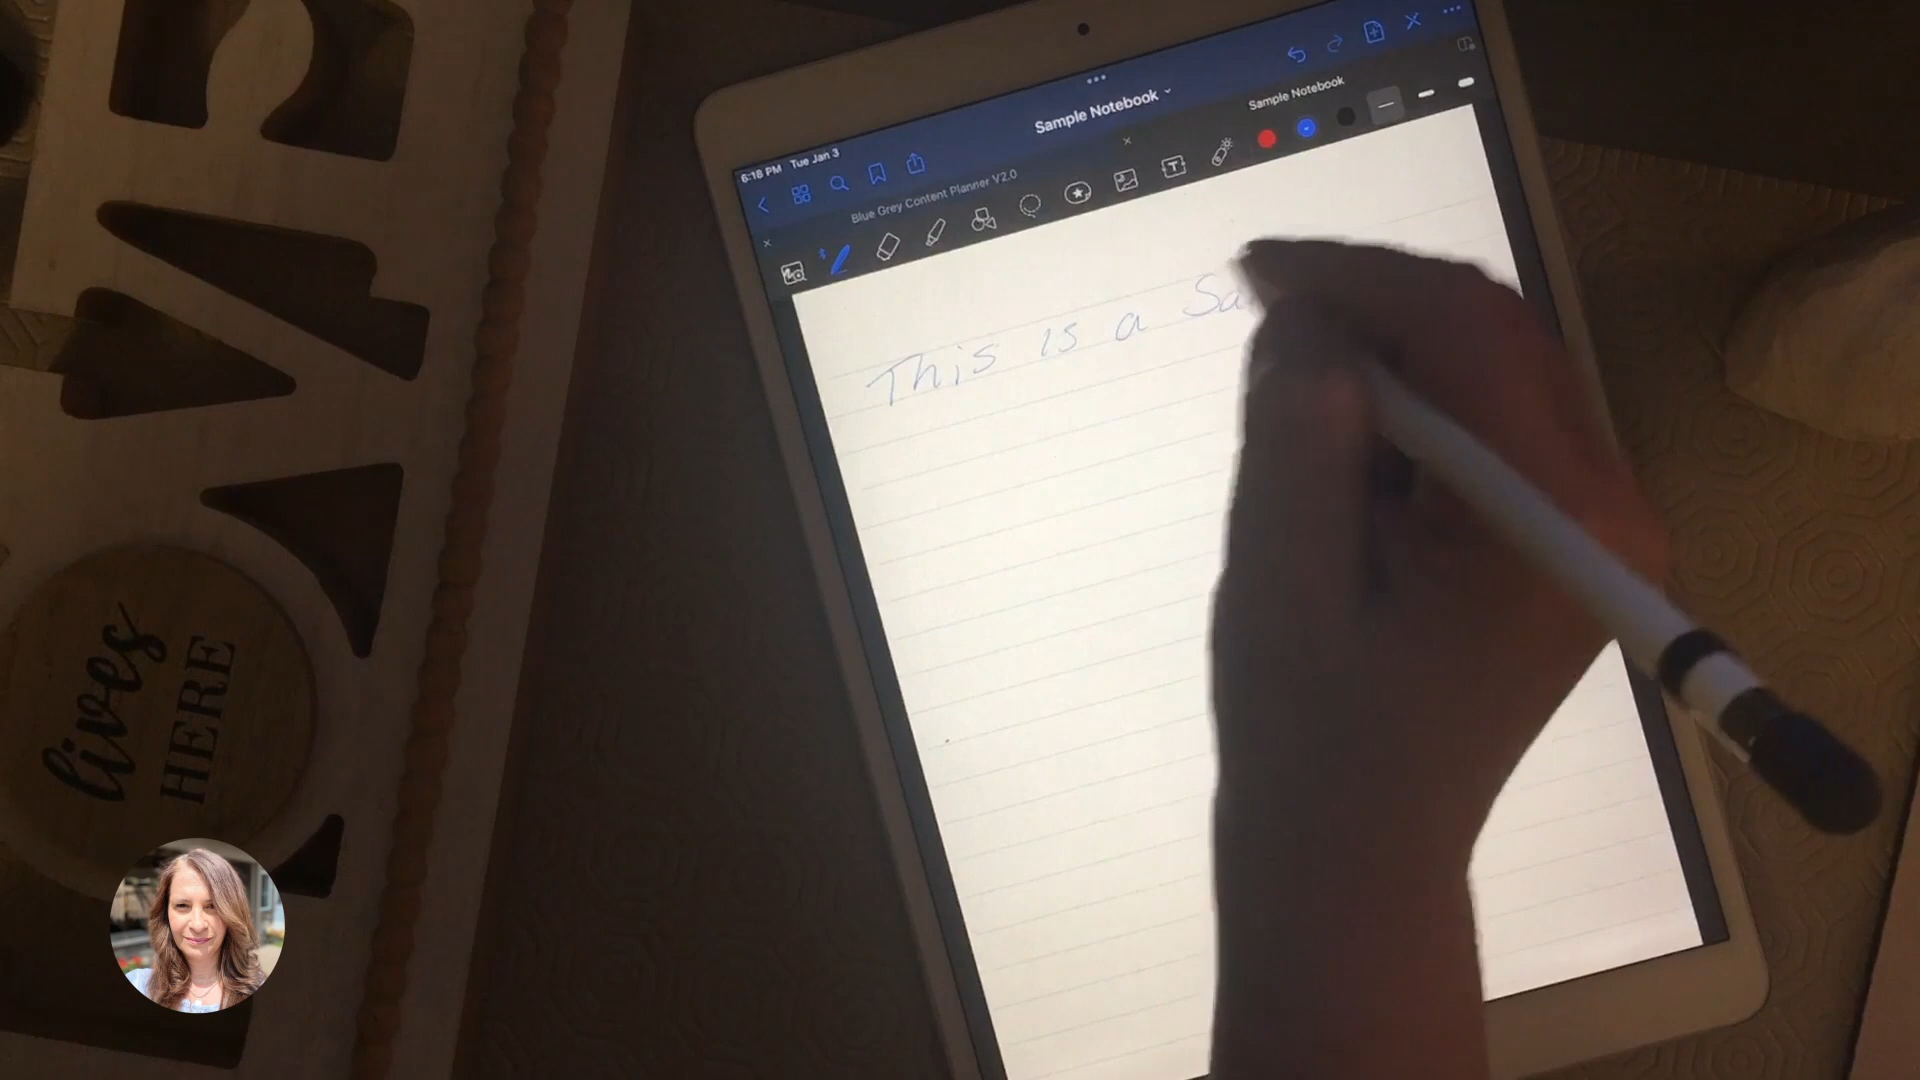 6:18 PM Tue Jan 3
Sample Notebook
Blue Grey Content Planner V2.0
Sample Notebook
T
This is a Sa
lives
HERE